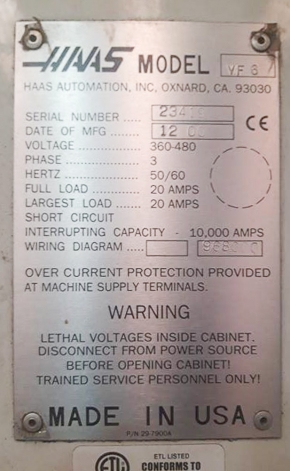 HAAS MODEL VF 6
HAAS AUTOMATION, INC, OXNARD, CA. 93030
SERIAL NUMBER ....
DATE OF MFG ....... 12
VOLTAGE ............. 360-480
PHASE ................ 3
HERTZ ................ 50/60
FULL LOAD .......... 20 AMPS
LARGEST LOAD ..... 20 AMPS
SHORT CIRCUIT
INTERRUPTING CAPACITY - 10,000 AMPS
WIRING DIAGRAM .....
CE
OVER CURRENT PROTECTION PROVIDED
AT MACHINE SUPPLY TERMINALS.
WARNING
LETHAL VOLTAGES INSIDE CABINET.
DISCONNECT FROM POWER SOURCE
BEFORE OPENING CABINET!
TRAINED SERVICE PERSONNEL ONLY!
MADE IN USA
P/N 29-7900A
ETL LISTED
CONFORMS TO